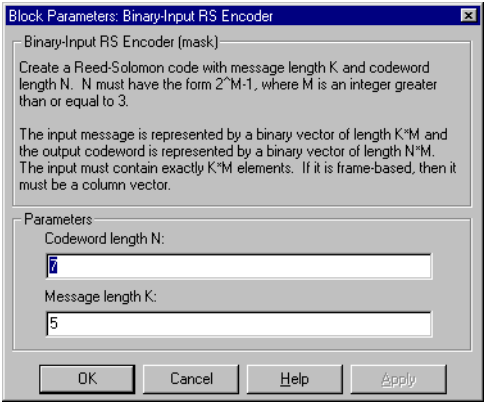 Block Parameters: Binary-Input RS Encoder
Binary-Input RS Encoder (mask)
Create a Reed-Solomon code with message length K and codeword
length N.  N must have the form 2^M-1, where M is an integer greater
than or equal to 3.
The input message is represented by a binary vector of length K*M and
the output codeword is represented by a binary vector of length N*M.
The input must contain exactly K*M elements.  If it is frame-based, then it
must be a column vector.
Parameters
Codeword length N:
7
Message length K:
5
OK Cancel Help Apply